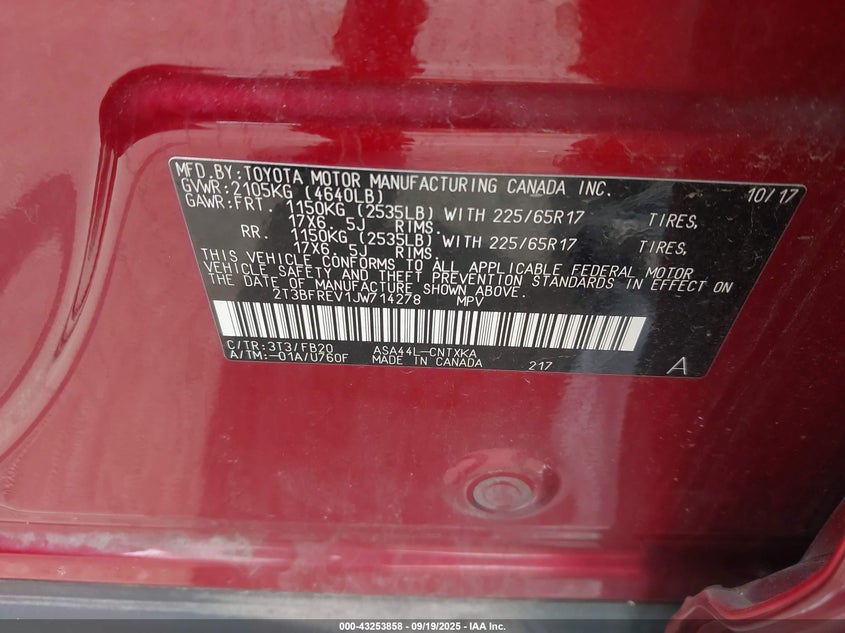 MFD.BY:TOYOTA MOTOR MANUFACTURING CANADA INC. 10/17
GVWR:2105KG (4640LB)
GAWR:FRT 1150KG (2535LB) WITH 225/65R17 TIRES,
17X6.5J RIMS.
RR. 1150KG (2535LB) WITH 225/65R17 TIRES,
17X6.5J RIMS.
THIS VEHICLE CONFORMS TO ALL APPLICABLE FEDERAL MOTOR
VEHICLE SAFETY AND THEFT PREVENTION STANDARDS IN EFFECT ON
THE DATE OF MANUFACTURE SHOWN ABOVE.
2T3BFREV1JW714278 MPV
C/TR:3T3/FB20 ASA44L-CNTXKA
A/TM:-01A/U760F MADE IN CANADA 217 A
000-43253858 - 09/19/2025 - IAA Inc.